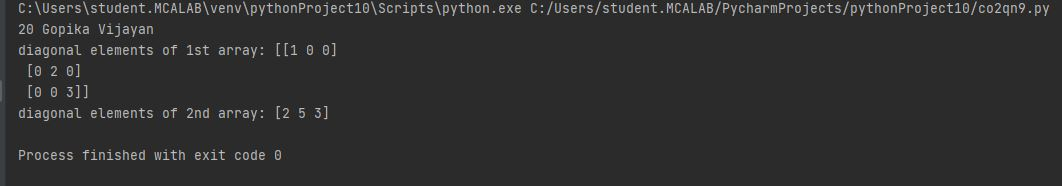 C:\Users\student.MCALAB\venv\pythonProject10\Scripts\python.exe C:/Users/student.MCALAB/PycharmProjects/pythonProject10/co2qn9.py
20 Gopika Vijayan
diagonal elements of 1st array: [[1 0 0]
 [0 2 0]
 [0 0 3]]
diagonal elements of 2nd array: [2 5 3]
Process finished with exit code 0